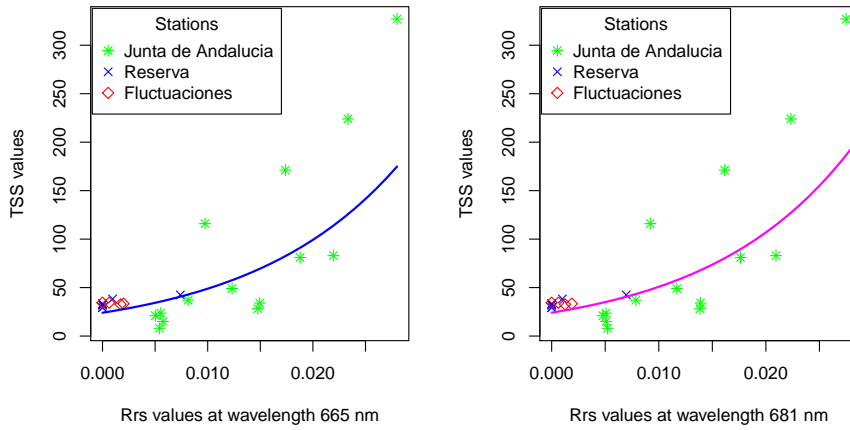 Stations
Junta de Andalucia
Reserva
Fluctuaciones
TSS values
0 50 100 150 200 250 300
0.000 0.010 0.020
Rrs values at wavelength 665 nm
Stations
Junta de Andalucia
Reserva
Fluctuaciones
TSS values
0 50 100 150 200 250 300
0.000 0.010 0.020
Rrs values at wavelength 681 nm